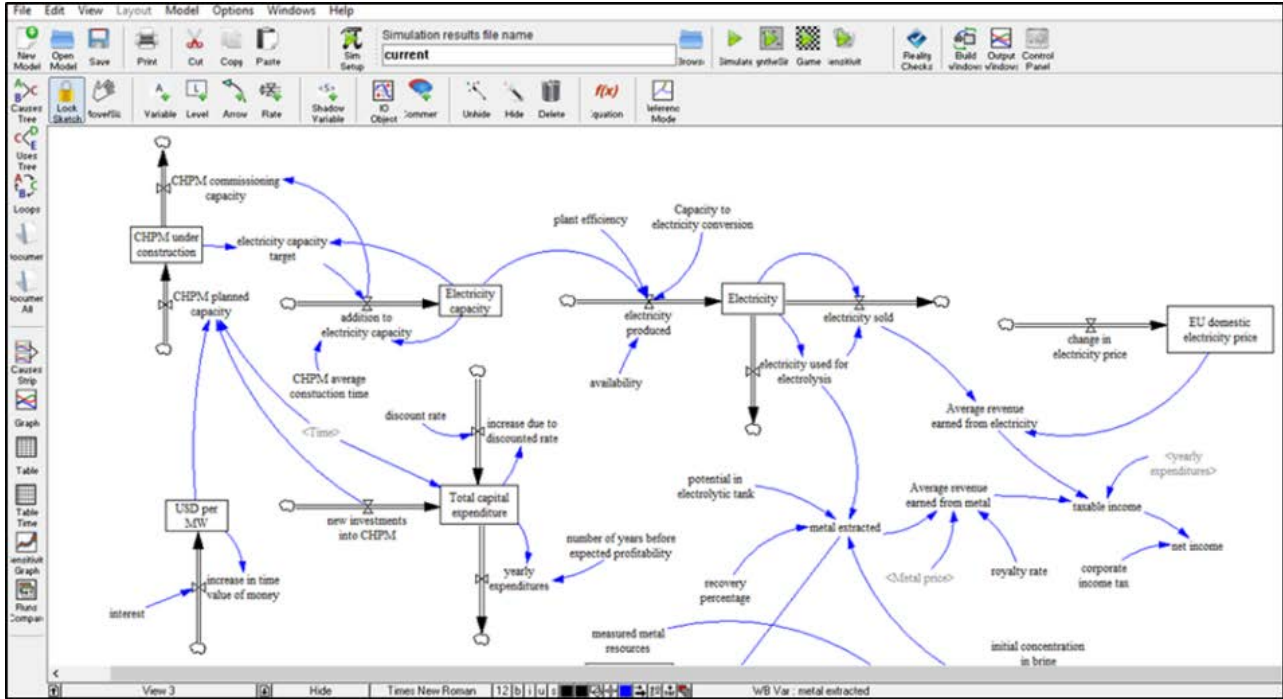 File Edit View Layout Model Options Windows Help
Simulation results file name
current
New Model
Open Model
Save
Print
Cut
Copy
Paste
Sim Setup
Simulate
Game
Reality Checks
Build
Output
Control Panel
Causes Tree
Lock Sketch
Variable
Level
Arrow
Rate
Shadow Variable
IO Object
Unhide
Hide
Delete
f(x)
Mode
Uses Tree
Loops
All
Causes Strip
Graph
Table
Table Time
Graph
Runs
CHPM commissioning
capacity
CHPM under
construction
electricity capacity
target
CHPM planned
capacity
addition to
electricity capacity
Electricity
capacity
CHPM average
constuction time
plant efficiency
Capacity to
electricity conversion
electricity
produced
availability
Electricity
electricity sold
electricity used for
electrolysis
change in
electricity price
EU domestic
electricity price
discount rate
increase due to
discounted rate
<Time>
Average revenue
earned from electricity
<yearly
expenditures>
USD per
MW
new investments
into CHPM
Total capital
expenditure
potential in
electrolytic tank
metal extracted
Average revenue
earned from metal
taxable income
net income
number of years before
expected profitability
yearly
expenditures
interest
increase in time
value of money
recovery
percentage
<Metal price>
royalty rate
corporate
income tax
measured metal
resources
initial concentration
in brine
View 3
Hide
Times New Roman
12 b i u s
WB Var : metal extracted